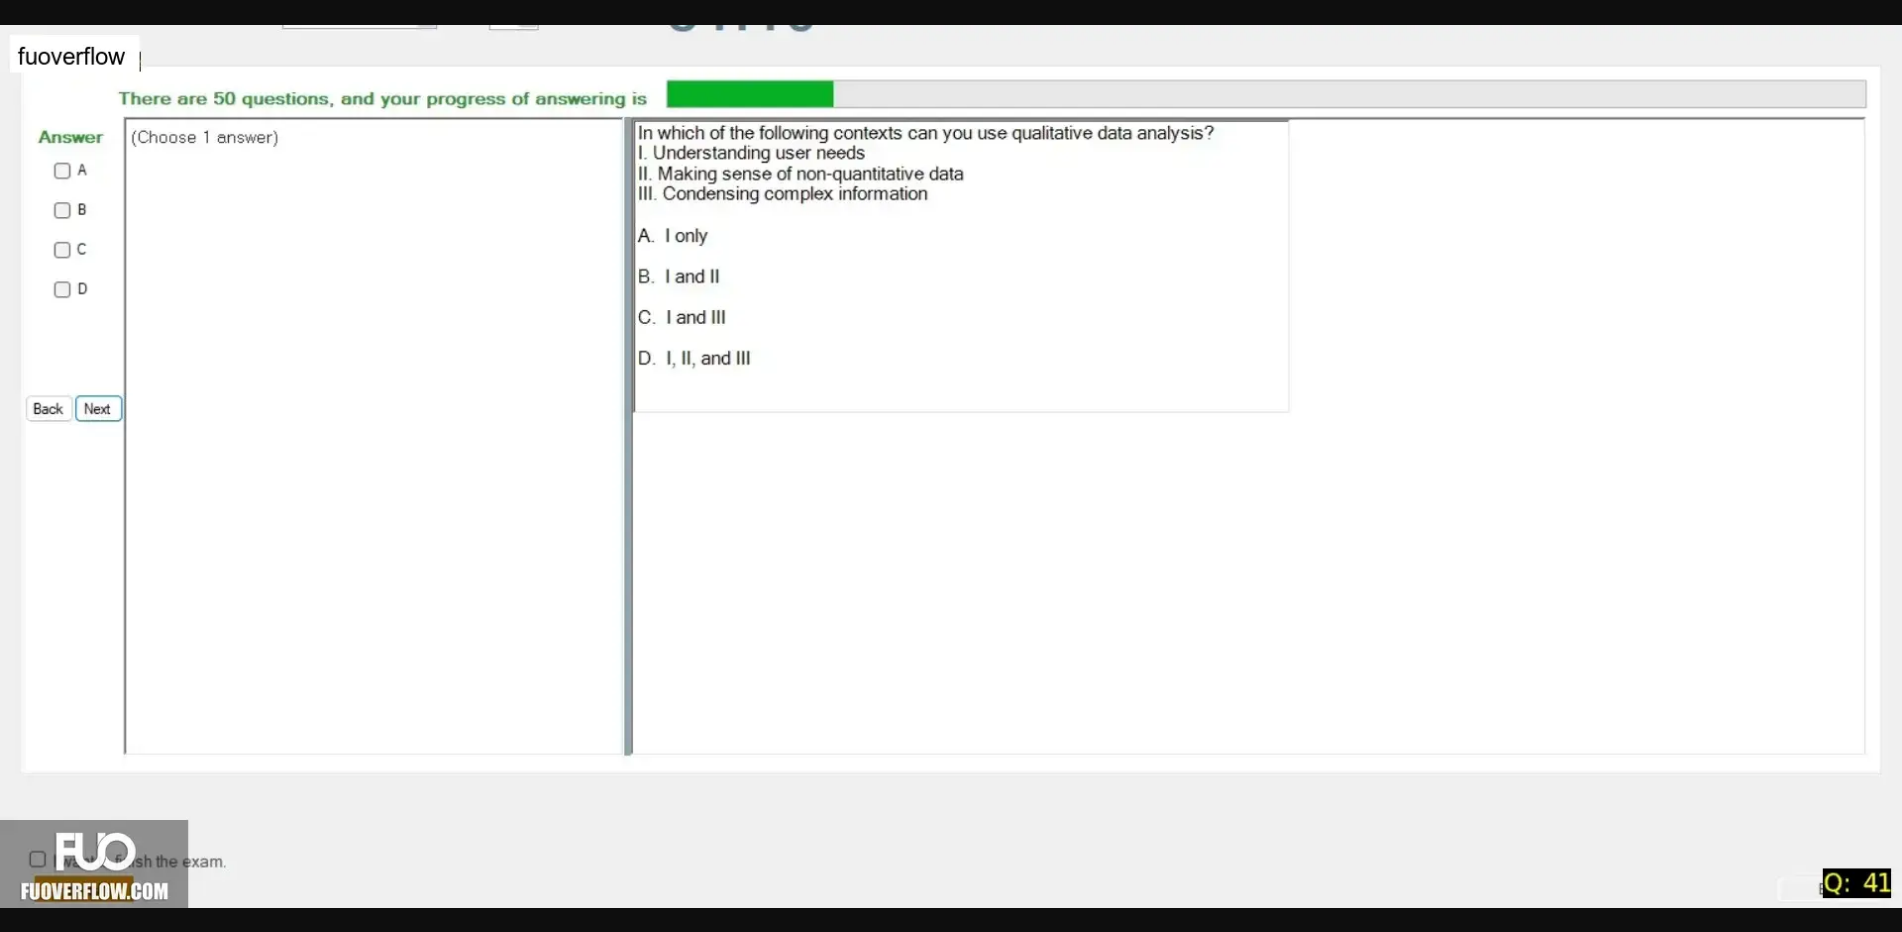 fuoverflow
There are 50 questions, and your progress of answering is
Answer
(Choose 1 answer)
A
B
C
D
Back
Next
In which of the following contexts can you use qualitative data analysis?
I. Understanding user needs
II. Making sense of non-quantitative data
III. Condensing complex information
A. I only
B. I and II
C. I and III
D. I, II, and III
FUO
the exam.
FUOVERFLOW.COM
Q: 41